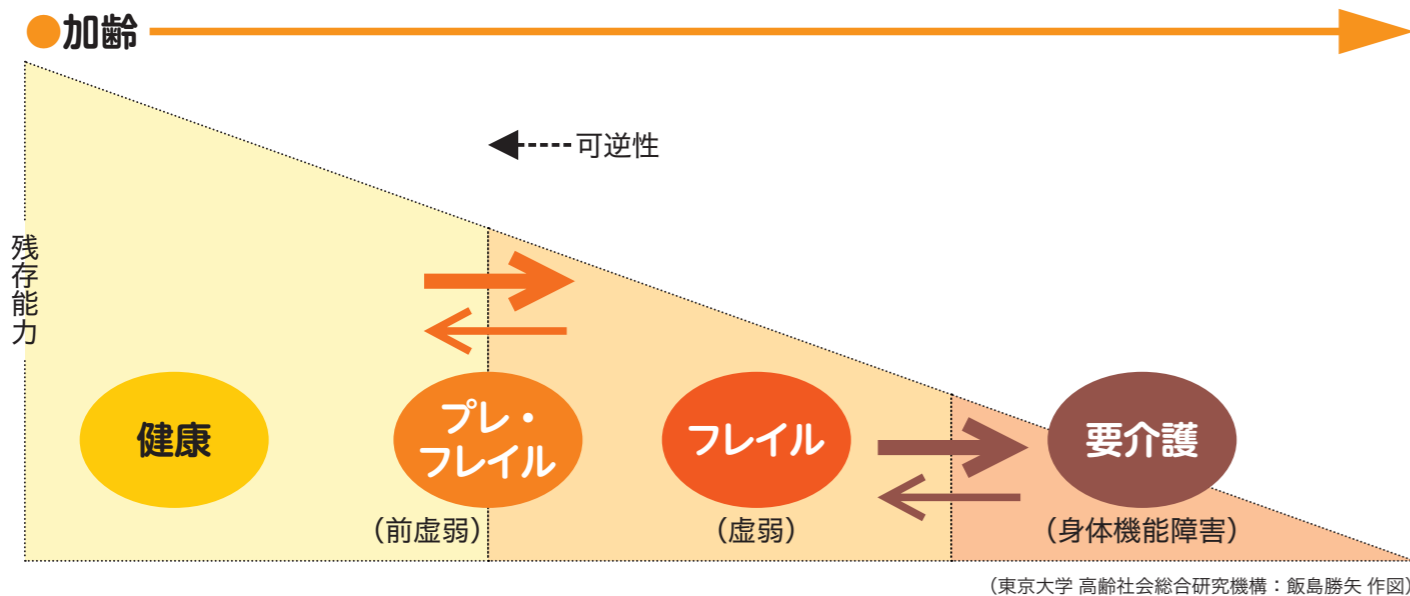 ●加齢
可逆性
残存能力
健康
プレ・
フレイル
フレイル
要介護
（前虚弱）
（虚弱）
（身体機能障害）
（東京大学 高齢社会総合研究機構：飯島勝矢 作図）